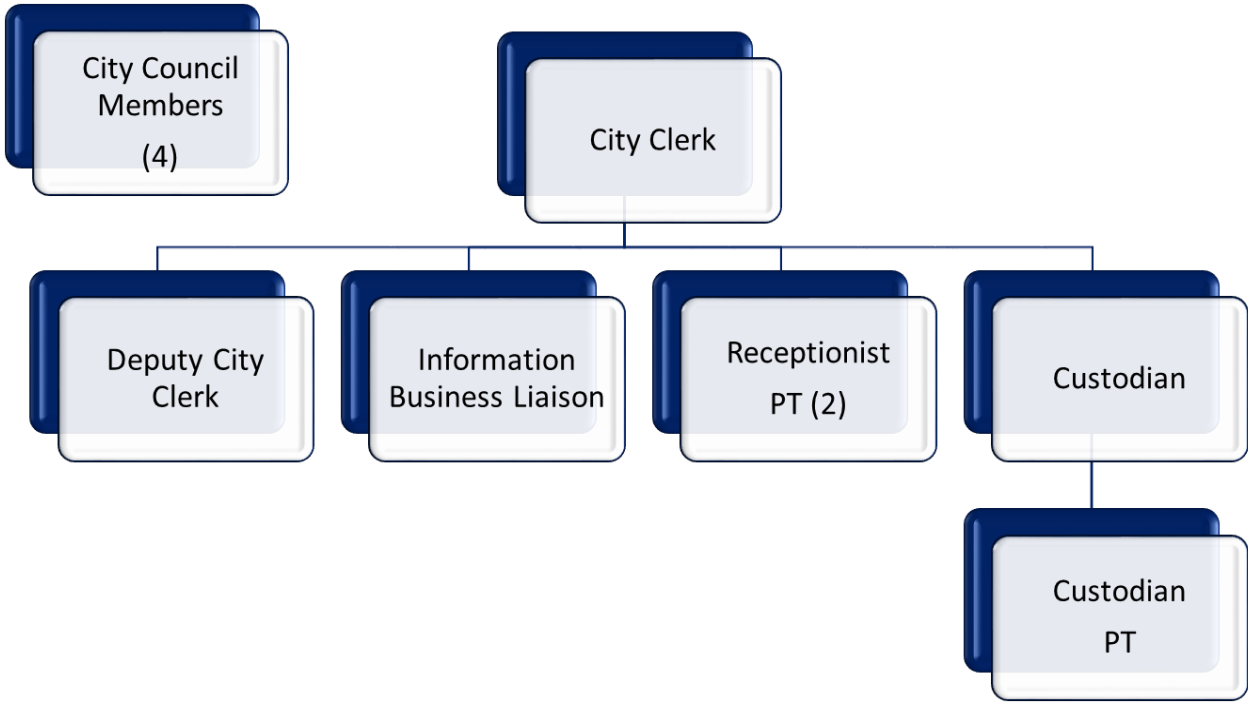 City Council
Members
(4)
City Clerk
Deputy City
Clerk
Information
Business Liaison
Receptionist
PT (2)
Custodian
Custodian
PT